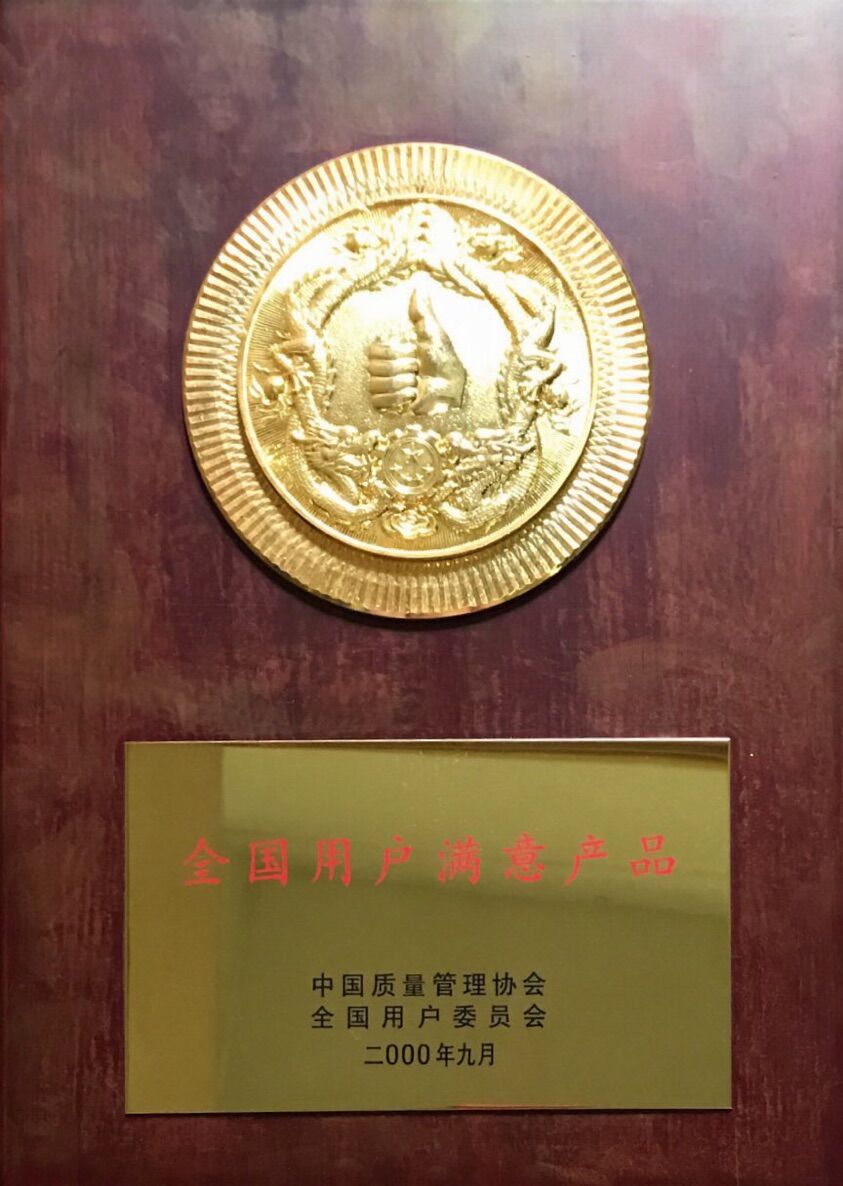 全国用户满意产品
中国质量管理协会
全国用户委员会
二000年九月